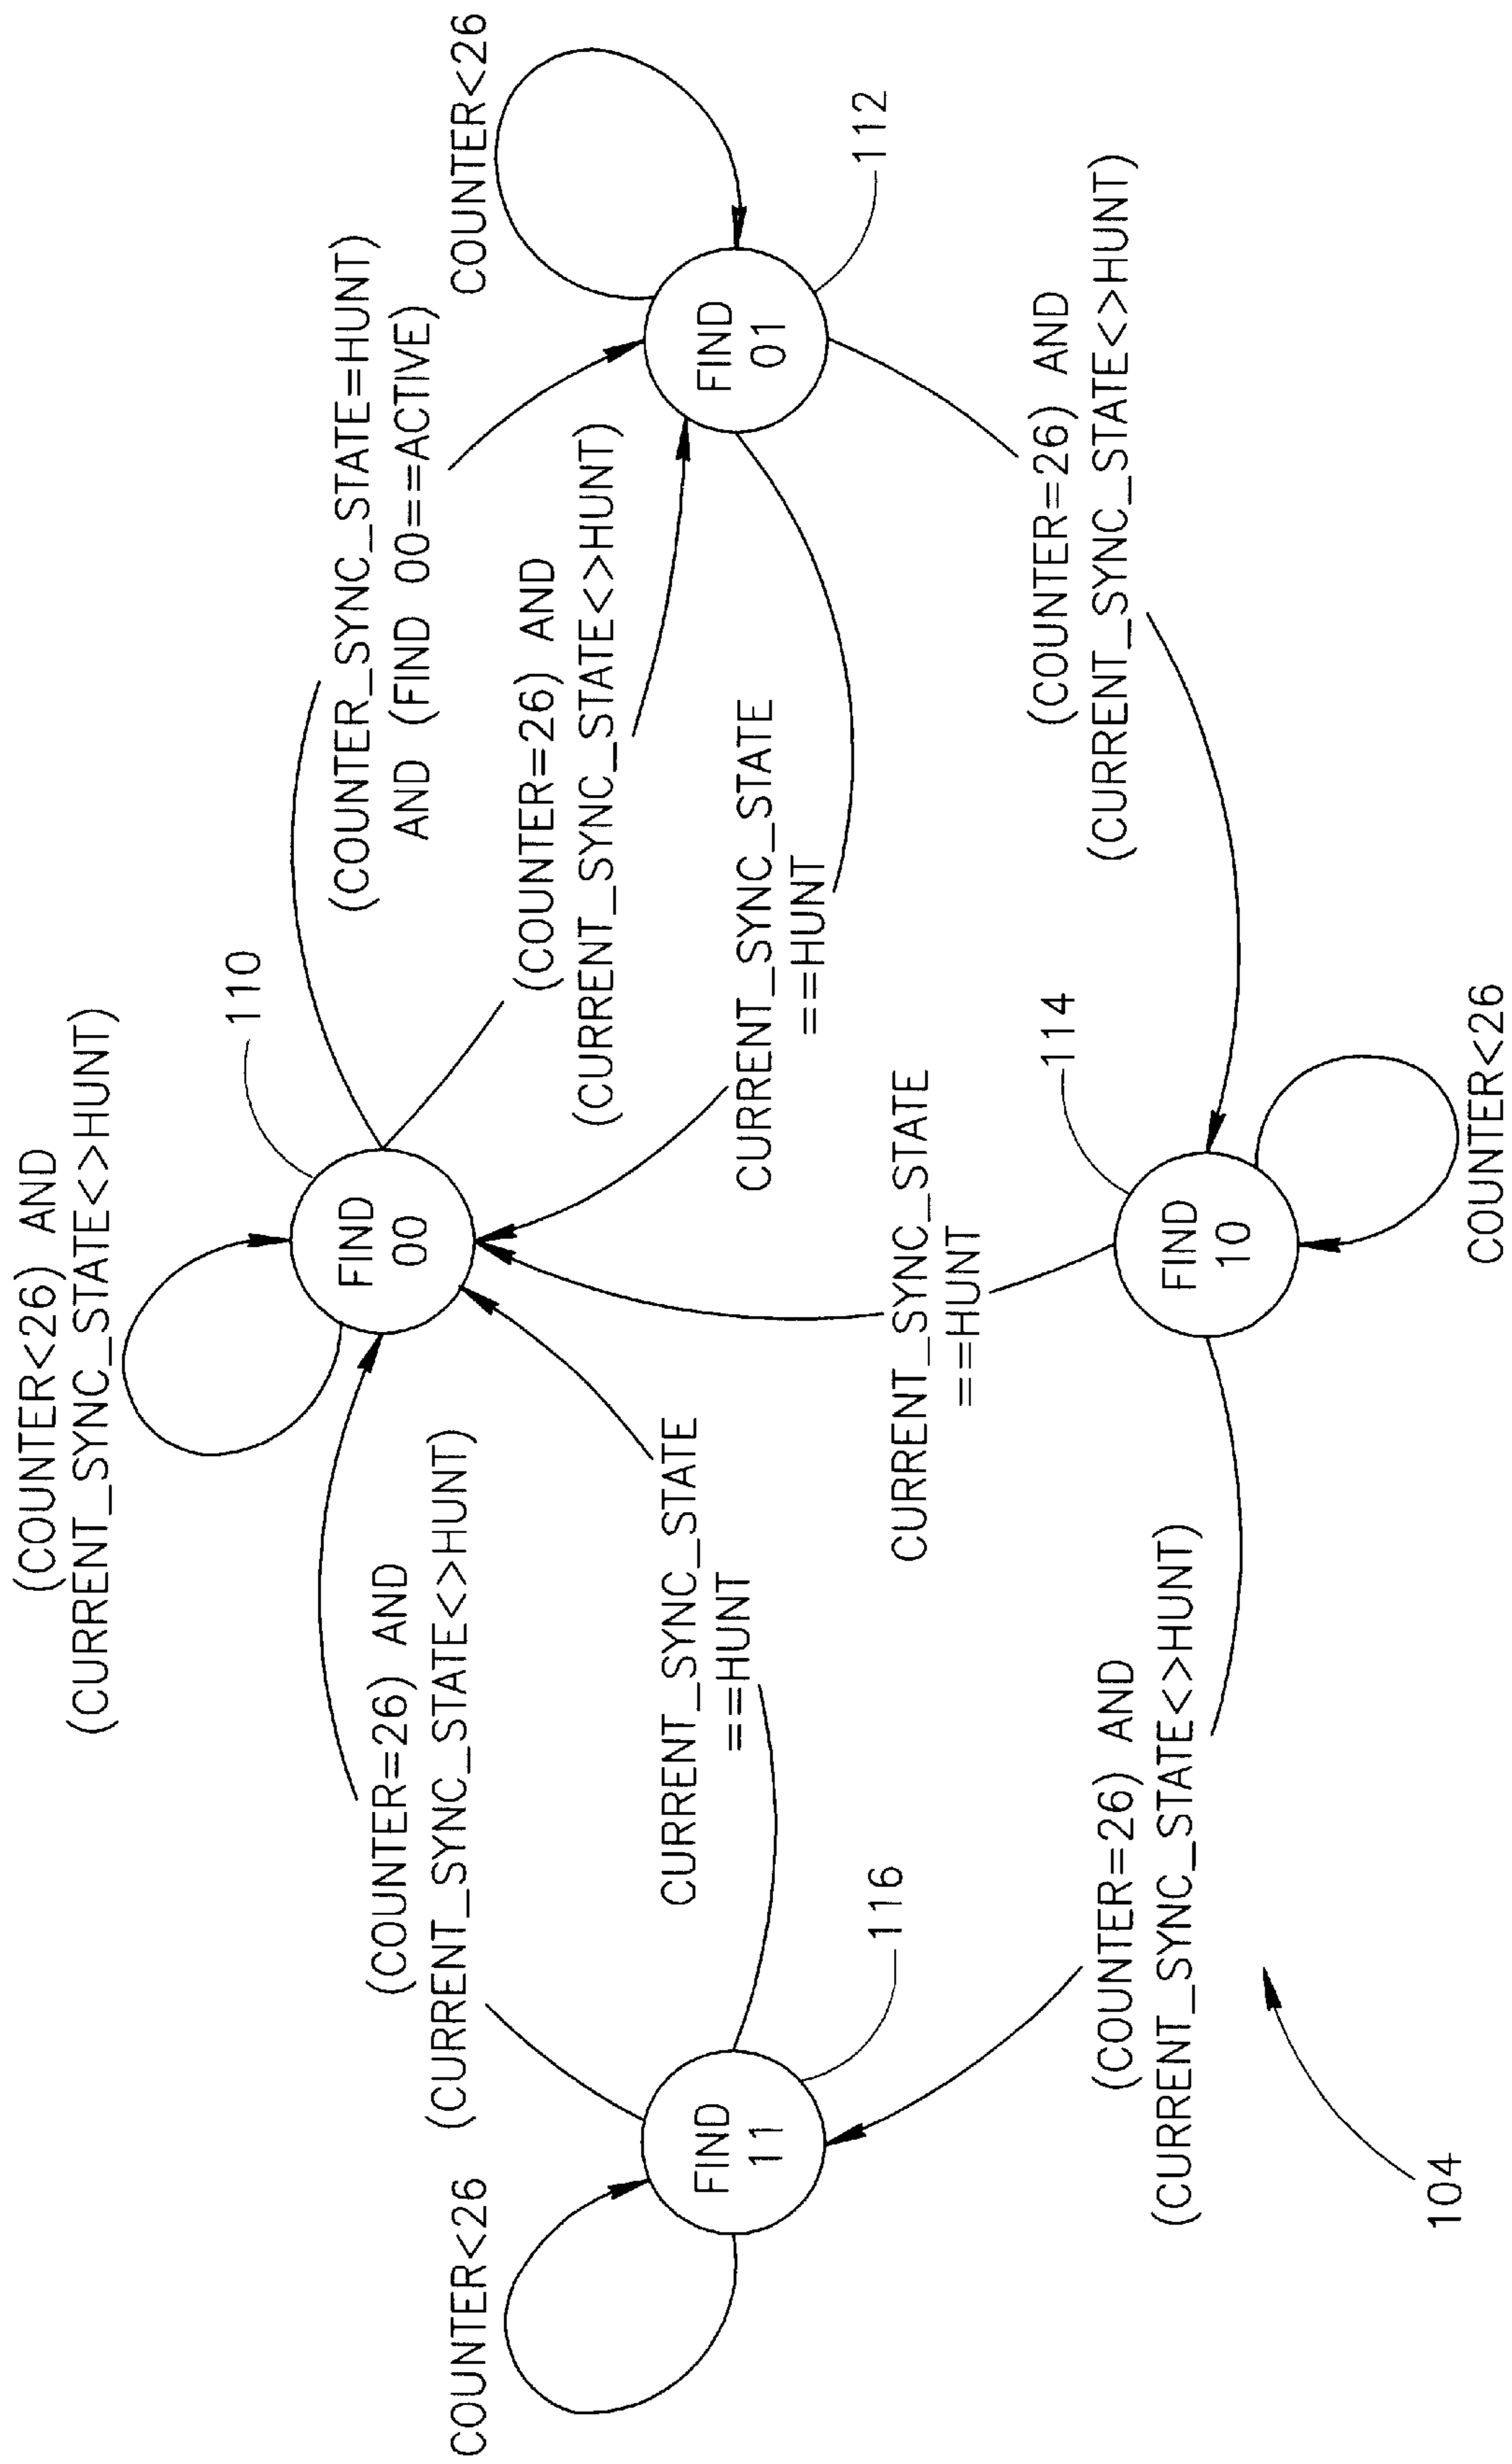 (COUNTER<26) AND
(CURRENT_SYNC_STATE<>HUNT)
110
FIND
00
(COUNTER_SYNC_STATE=HUNT)
AND (FIND 00==ACTIVE)
COUNTER<26
(COUNTER=26) AND
(CURRENT_SYNC_STATE<>HUNT)
(COUNTER=26) AND
(CURRENT_SYNC_STATE<>HUNT)
COUNTER<26
FIND
11
116
CURRENT_SYNC_STATE
==HUNT
CURRENT_SYNC_STATE
==HUNT
FIND
01
112
CURRENT_SYNC_STATE
==HUNT
114
FIND
10
COUNTER<26
(COUNTER=26) AND
(CURRENT_SYNC_STATE<>HUNT)
(COUNTER=26) AND
(CURRENT_SYNC_STATE<>HUNT)
104